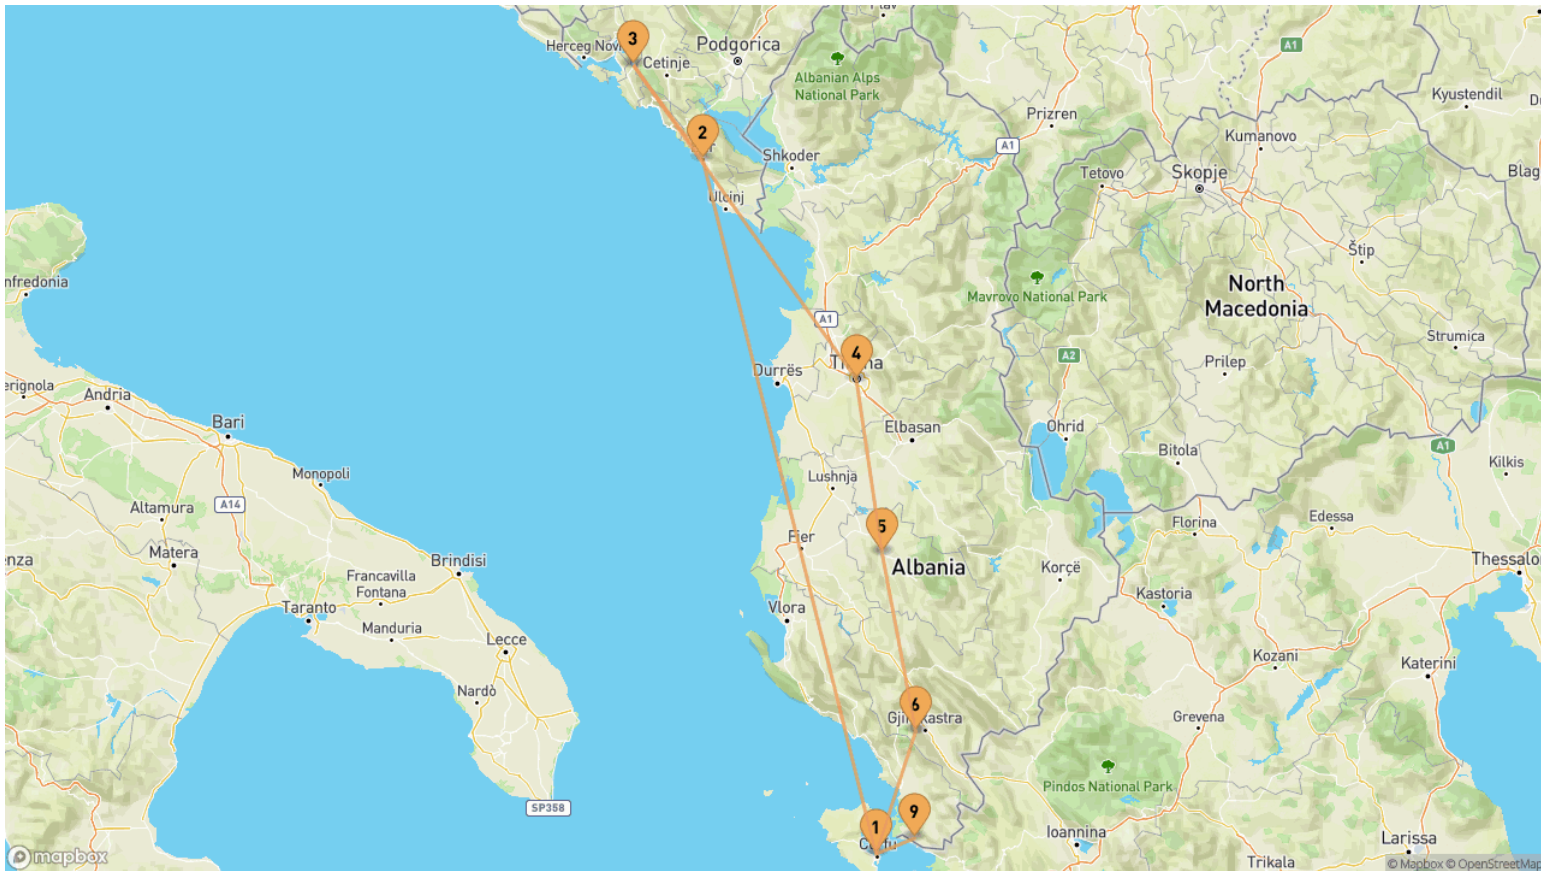 3
Herceg Novi
Podgorica
Cetinje
A1
Albanian Alps
National Park
Kyustendil
Prizren
Kumanovo
2
A1
Shkoder
Tetovo
Skopje
Blag
Ulcinj
Štip
nfredonia
Mavrovo National Park
North
Macedonia
A1
Strumica
4
A2
Prilep
Durrës
erignola
Andria
Bari
Elbasan
Ohrid
Bitola
A1
Monopoli
Lushnja
Kilkis
A14
Altamura
5
Florina
Edessa
Fier
Matera
enza
Brindisi
Albania
Korçë
Thessalo
Francavilla
Fontana
Kastoria
Taranto
Vlora
Manduria
Lecce
Kozani
Katerini
Nardò
6
Grevena
Pindos National Park
SP358
9
1
Ioannina
Larissa
Trikala
mapbox
© Mapbox © OpenStreetMap